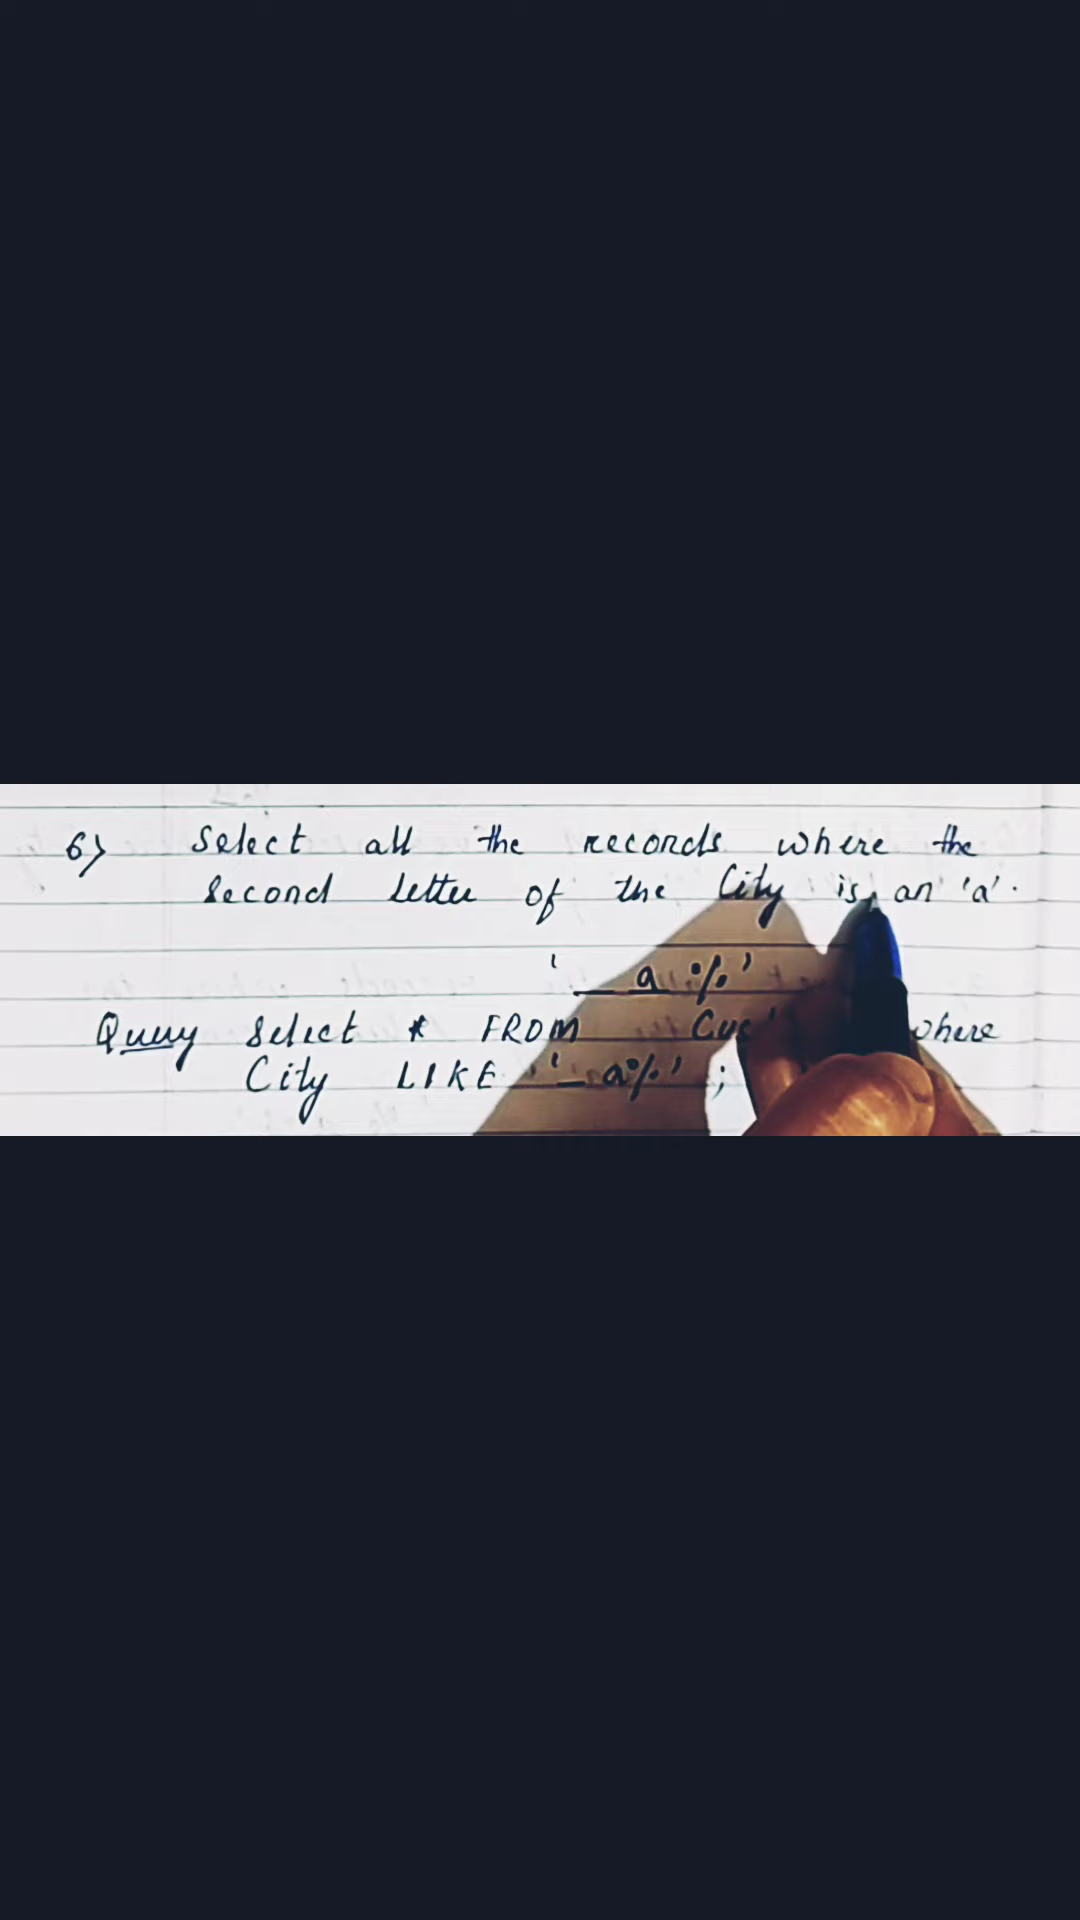 6) Select all the records where the
second letter of the City is an 'a'.
'_ a %'
Query Select * FROM where
City LIKE '_a%' ;